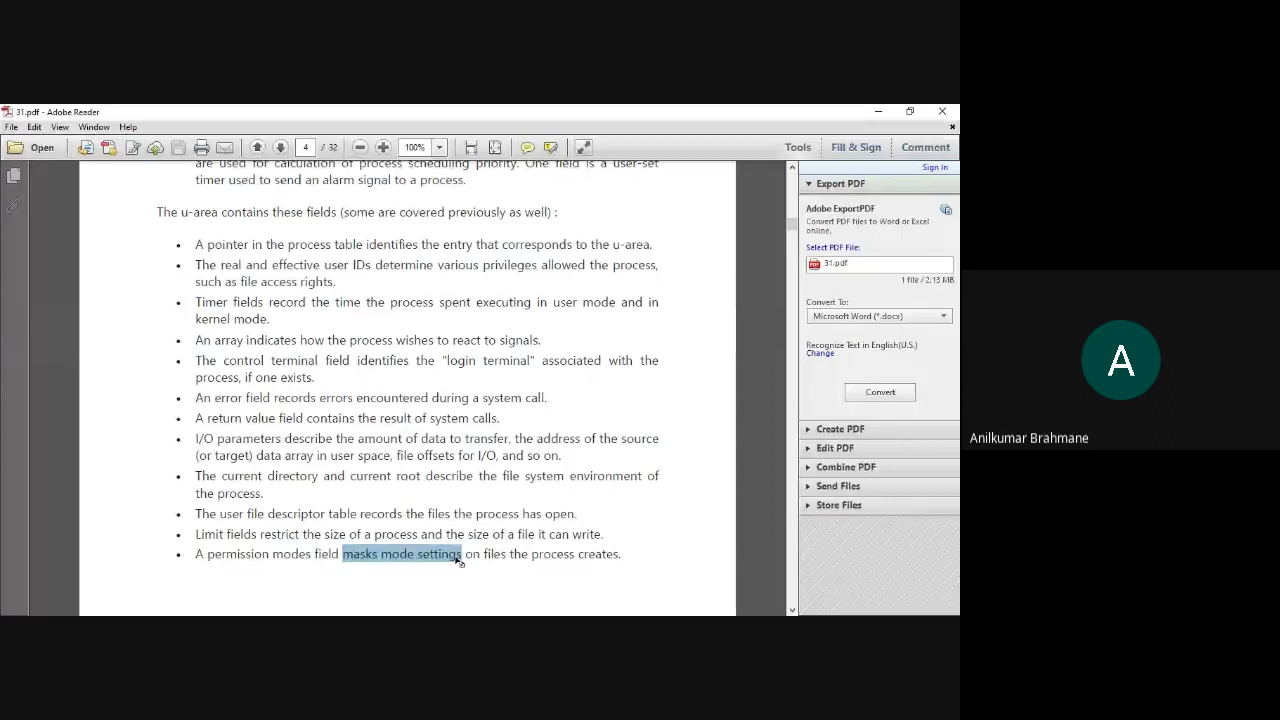 31.pdf - Adobe Reader
File Edit View Window Help
Open 4 / 32 100% Tools Fill & Sign Comment
are used for calculation of process scheduling priority. One field is a user-set
timer used to send an alarm signal to a process.
The u-area contains these fields (some are covered previously as well) :
• A pointer in the process table identifies the entry that corresponds to the u-area.
• The real and effective user IDs determine various privileges allowed the process,
such as file access rights.
• Timer fields record the time the process spent executing in user mode and in
kernel mode.
• An array indicates how the process wishes to react to signals.
• The control terminal field identifies the "login terminal" associated with the
process, if one exists.
• An error field records errors encountered during a system call.
• A return value field contains the result of system calls.
• I/O parameters describe the amount of data to transfer, the address of the source
(or target) data array in user space, file offsets for I/O, and so on.
• The current directory and current root describe the file system environment of
the process.
• The user file descriptor table records the files the process has open.
• Limit fields restrict the size of a process and the size of a file it can write.
• A permission modes field masks mode settings on files the process creates.
Sign In
Export PDF
Adobe ExportPDF
Convert PDF files to Word or Excel
online.
Select PDF File:
31.pdf
1 file / 2.13 MB
Convert To:
Microsoft Word (*.docx)
Recognize Text in English(U.S.)
Change
Convert
Create PDF
Edit PDF
Combine PDF
Send Files
Store Files
A
Anilkumar Brahmane